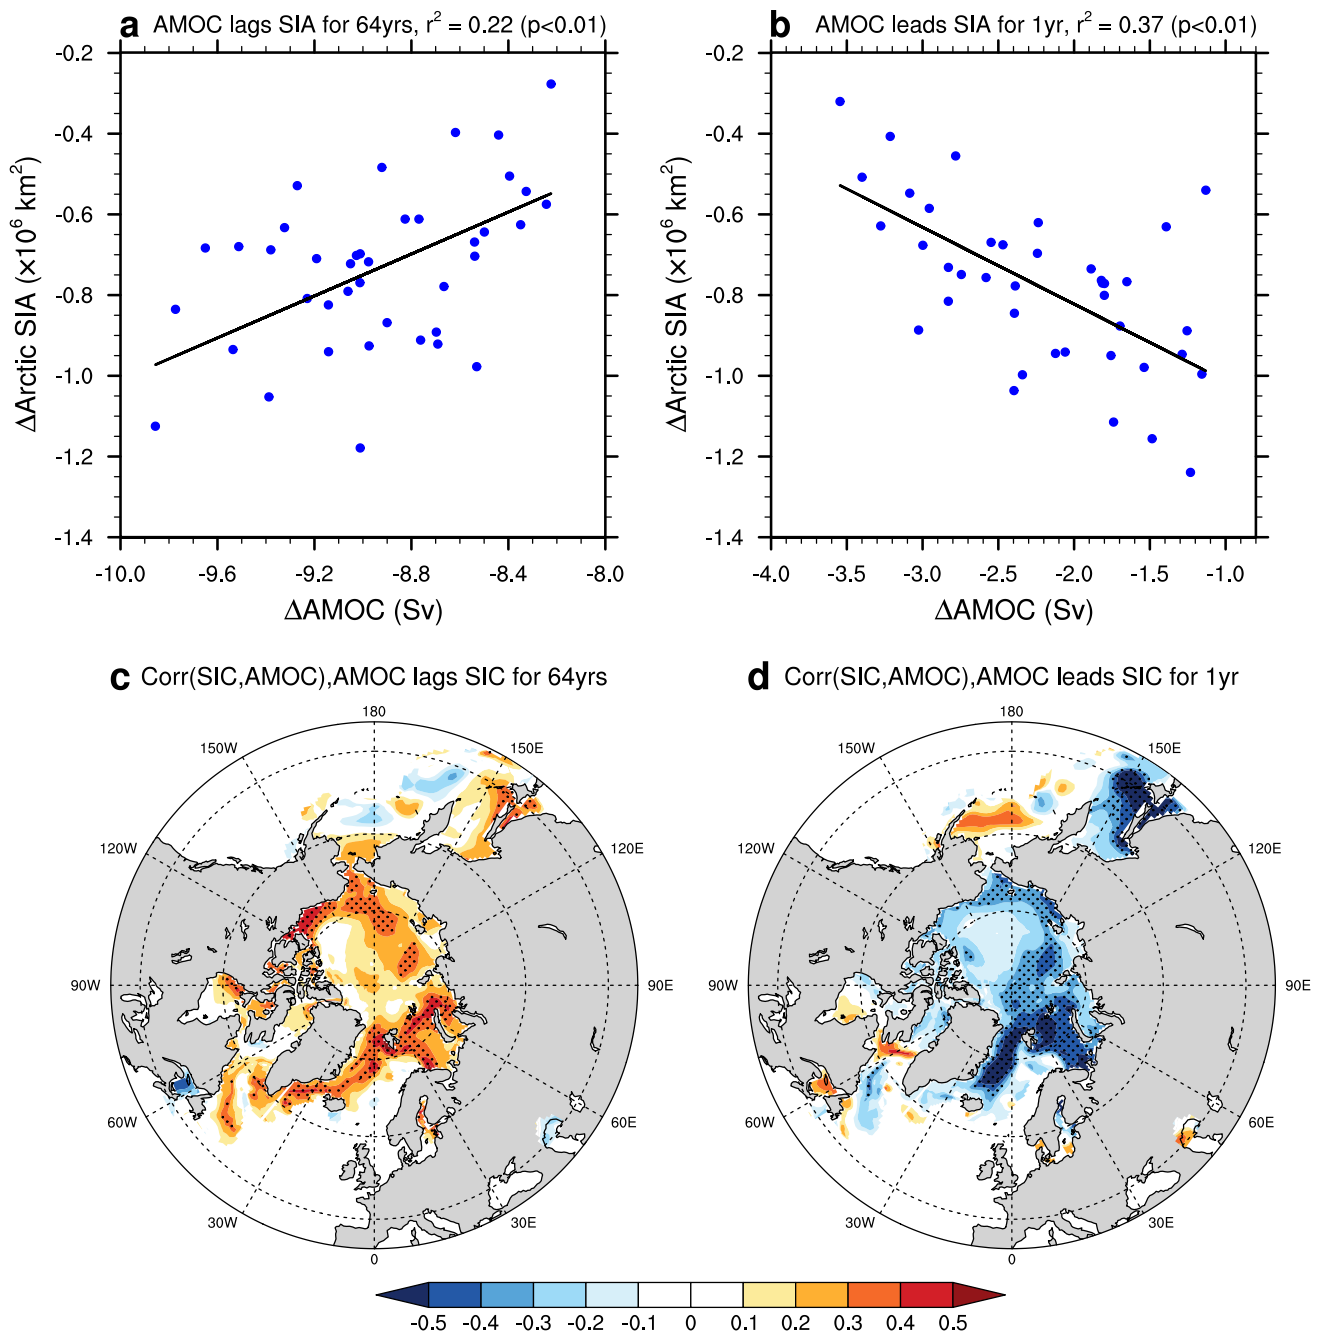 a AMOC lags SIA for 64yrs, r² = 0.22 (p<0.01)
b AMOC leads SIA for 1yr, r² = 0.37 (p<0.01)
-0.2
-0.4
-0.6
-0.8
-1.0
-1.2
-1.4
ΔArctic SIA (×10⁶ km²)
-10.0 -9.6 -9.2 -8.8 -8.4 -8.0
ΔAMOC (Sv)
-0.2
-0.4
-0.6
-0.8
-1.0
-1.2
-1.4
ΔArctic SIA (×10⁶ km²)
-4.0 -3.5 -3.0 -2.5 -2.0 -1.5 -1.0
ΔAMOC (Sv)
c Corr(SIC,AMOC),AMOC lags SIC for 64yrs
180
150W
150E
120W
120E
90W
90E
60W
60E
30W
30E
0
d Corr(SIC,AMOC),AMOC leads SIC for 1yr
180
150W
150E
120W
120E
90W
90E
60W
60E
30W
30E
0
-0.5 -0.4 -0.3 -0.2 -0.1 0 0.1 0.2 0.3 0.4 0.5